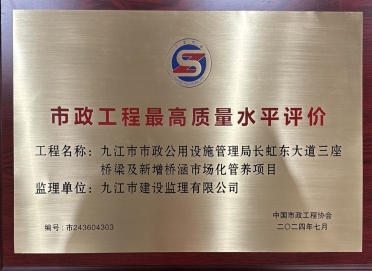 市政工程最高质量水平评价
工程名称：九江市市政公用设施管理局长虹东大道三座
桥梁及新增桥涵市场化管养项目
监理单位：九江市建设监理有限公司
编号：市243604303
中国市政工程协会
二〇二四年七月